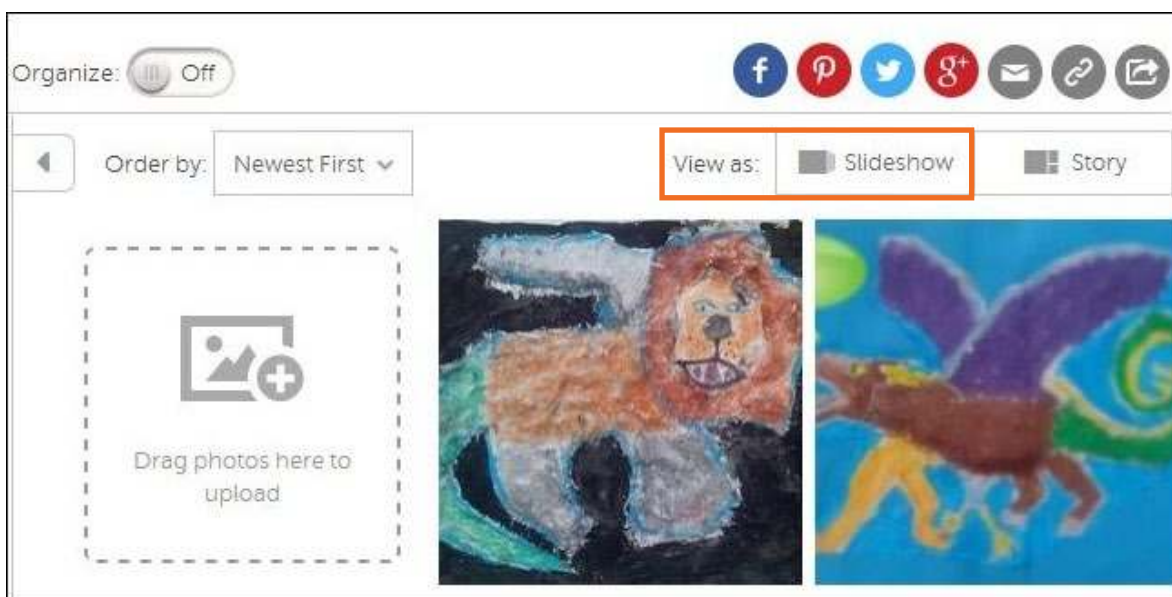 Organize: Off
f g+
Order by: Newest First
View as: Slideshow Story
Drag photos here to
upload